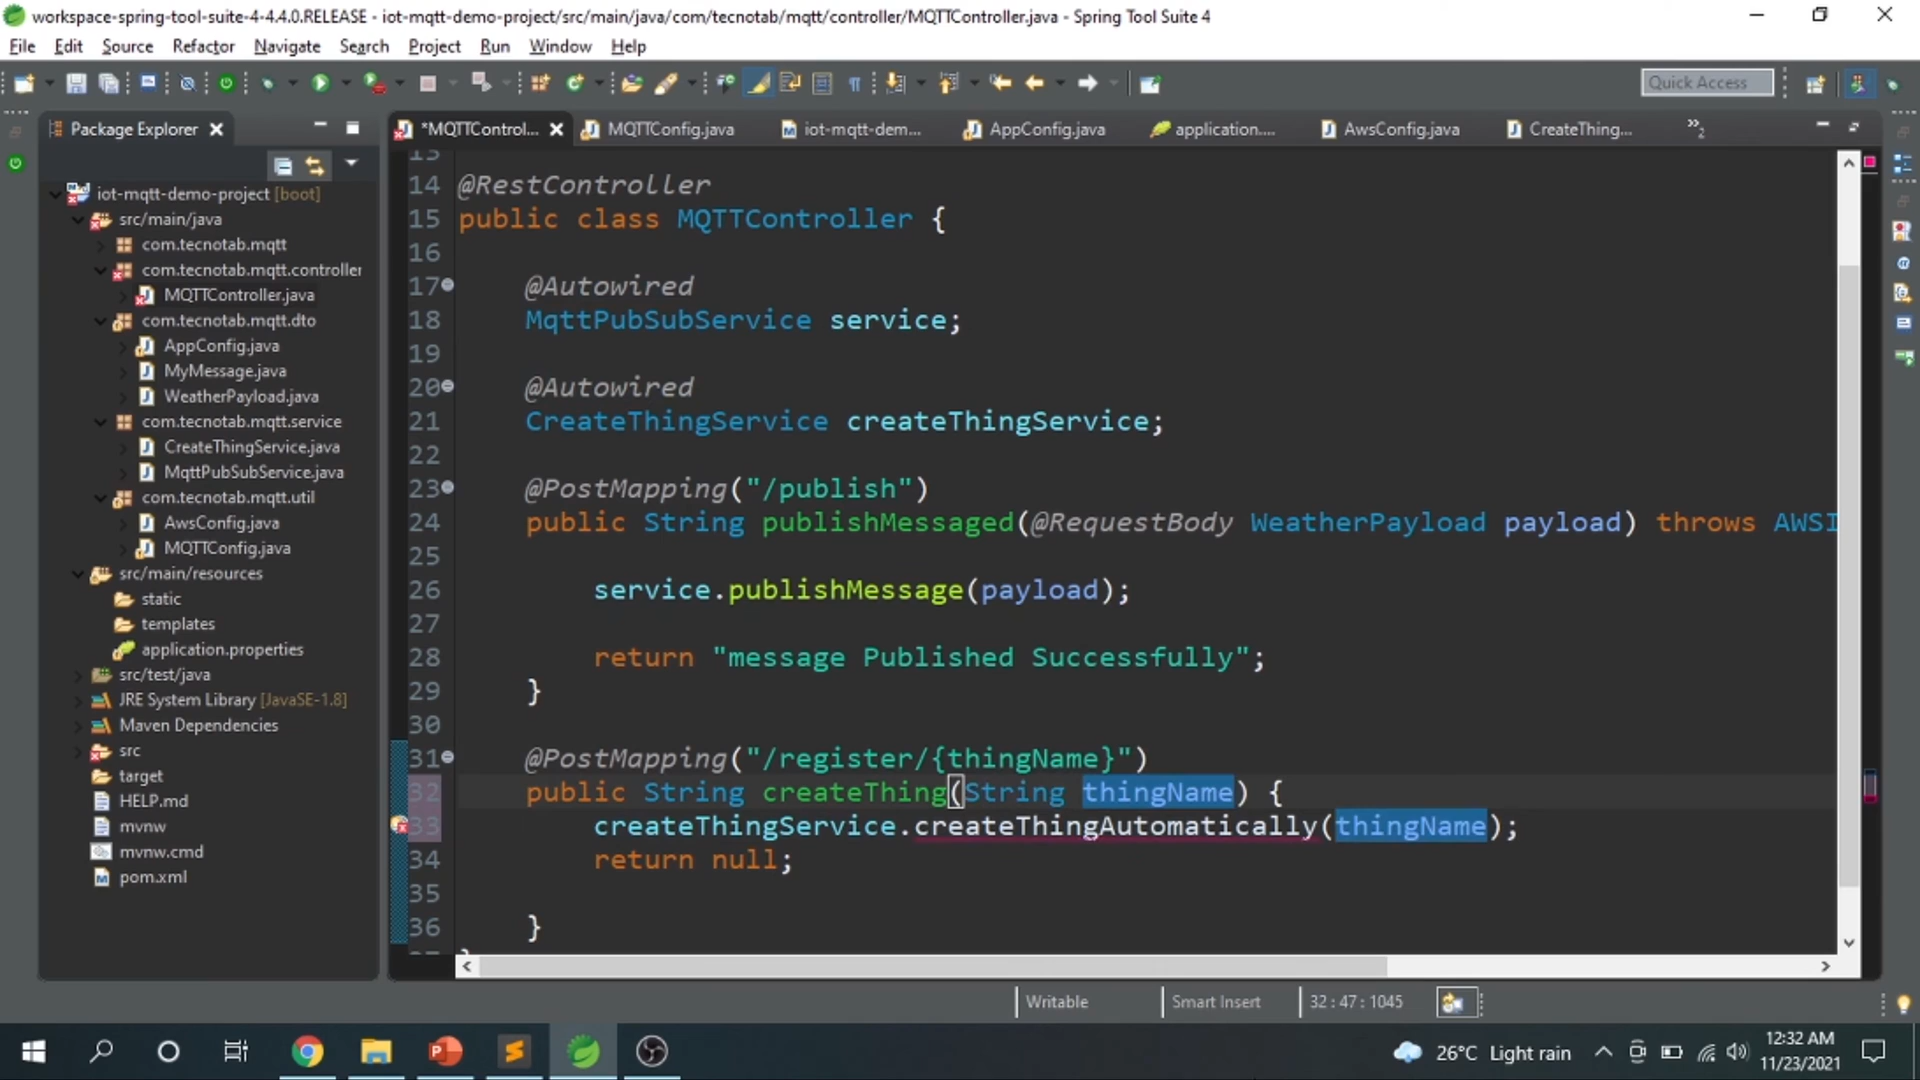 workspace-spring-tool-suite-4-4.4.0.RELEASE - iot-mqtt-demo-project/src/main/java/com/tecnotab/mqtt/controller/MQTTController.java - Spring Tool Suite 4
File Edit Source Refactor Navigate Search Project Run Window Help
Quick Access
Package Explorer
*MQTTControl... MQTTConfig.java iot-mqtt-dem... AppConfig.java application.... AwsConfig.java CreateThing... »2
iot-mqtt-demo-project [boot]
src/main/java
com.tecnotab.mqtt
com.tecnotab.mqtt.controller
MQTTController.java
com.tecnotab.mqtt.dto
AppConfig.java
MyMessage.java
WeatherPayload.java
com.tecnotab.mqtt.service
CreateThingService.java
MqttPubSubService.java
com.tecnotab.mqtt.util
AwsConfig.java
MQTTConfig.java
src/main/resources
static
templates
application.properties
src/test/java
JRE System Library [JavaSE-1.8]
Maven Dependencies
src
target
HELP.md
mvnw
mvnw.cmd
pom.xml
13
14 @RestController
15 public class MQTTController {
16
17 @Autowired
18 MqttPubSubService service;
19
20 @Autowired
21 CreateThingService createThingService;
22
23 @PostMapping("/publish")
24 public String publishMessaged(@RequestBody WeatherPayload payload) throws AWSI
25
26 service.publishMessage(payload);
27
28 return "message Published Successfully";
29 }
30
31 @PostMapping("/register/{thingName}")
32 public String createThing(String thingName) {
33 createThingService.createThingAutomatically(thingName);
34 return null;
35
36 }
Writable Smart Insert 32 : 47 : 1045
26°C Light rain
12:32 AM
11/23/2021